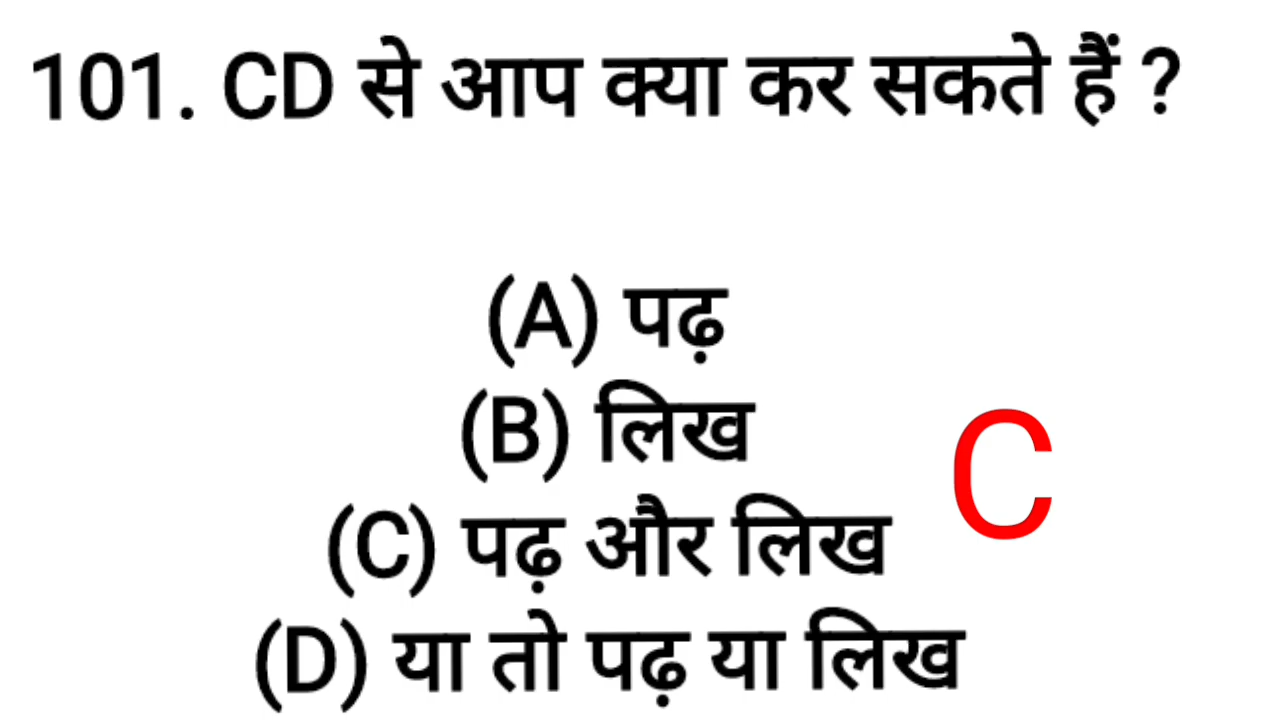 101. CD से आप क्या कर सकते हैं ?
(A) पढ़
(B) लिख
(C) पढ़ और लिख
C
(D) या तो पढ़ या लिख